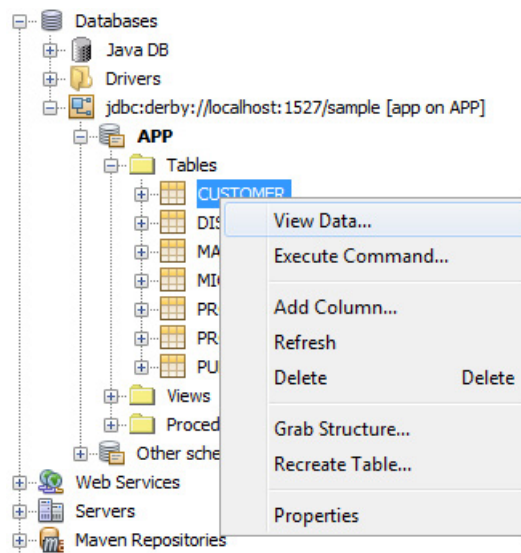 Databases
Java DB
Drivers
jdbc:derby://localhost:1527/sample [app on APP]
APP
Tables
CUSTOMER
DIS
MA
MI
PR
PR
PU
Views
Proced
Other sche
Web Services
Servers
Maven Repositories
View Data...
Execute Command...
Add Column...
Refresh
Delete Delete
Grab Structure...
Recreate Table...
Properties